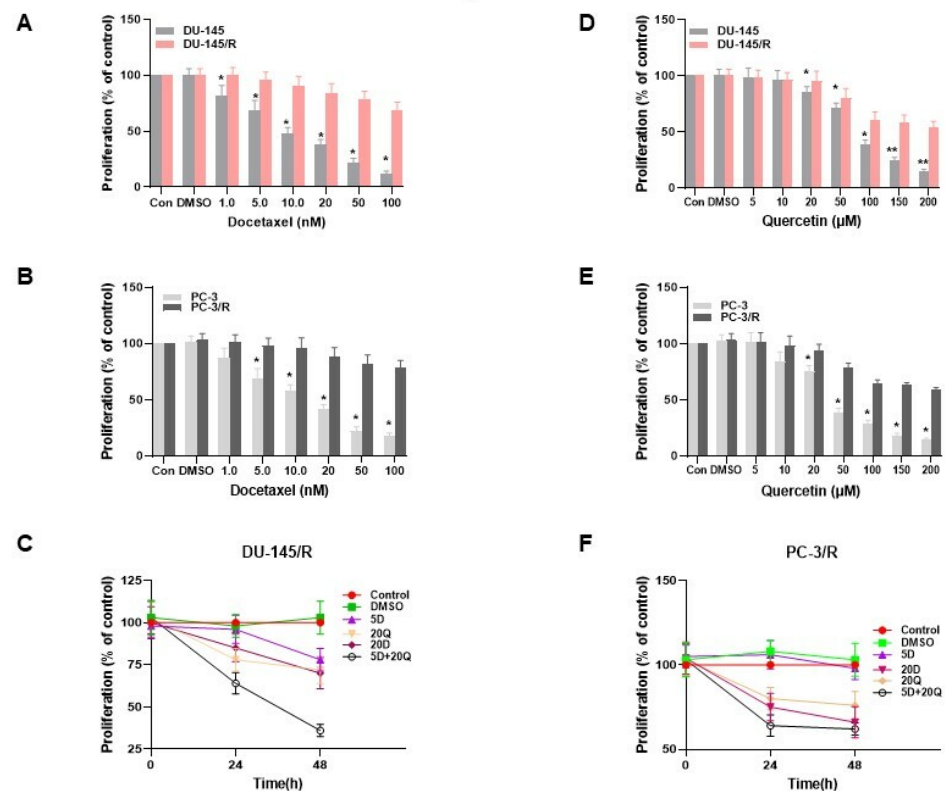 A
Proliferation (% of control)
150
100
50
0
DU-145
DU-145/R
* * * * * *
Con DMSO 1.0 5.0 10.0 20 50 100
Docetaxel (nM)
D
Proliferation (% of control)
150
100
50
0
DU-145
DU-145/R
* * * ** **
Con DMSO 5 10 20 50 100 150 200
Quercetin (µM)
B
Proliferation (% of control)
150
100
50
0
PC-3
PC-3/R
* * * * *
Con DMSO 1.0 5.0 10.0 20 50 100
Docetaxel (nM)
E
Proliferation (% of control)
150
100
50
0
PC-3
PC-3/R
* * * * *
Con DMSO 5 10 20 50 100 150 200
Quercetin (µM)
C
DU-145/R
Proliferation (% of control)
125
100
75
50
25
Control
DMSO
5D
20Q
20D
5D+20Q
0 24 48
Time(h)
F
PC-3/R
Proliferation (% of control)
150
100
50
Control
DMSO
5D
20D
20Q
5D+20Q
0 24 48
Time(h)